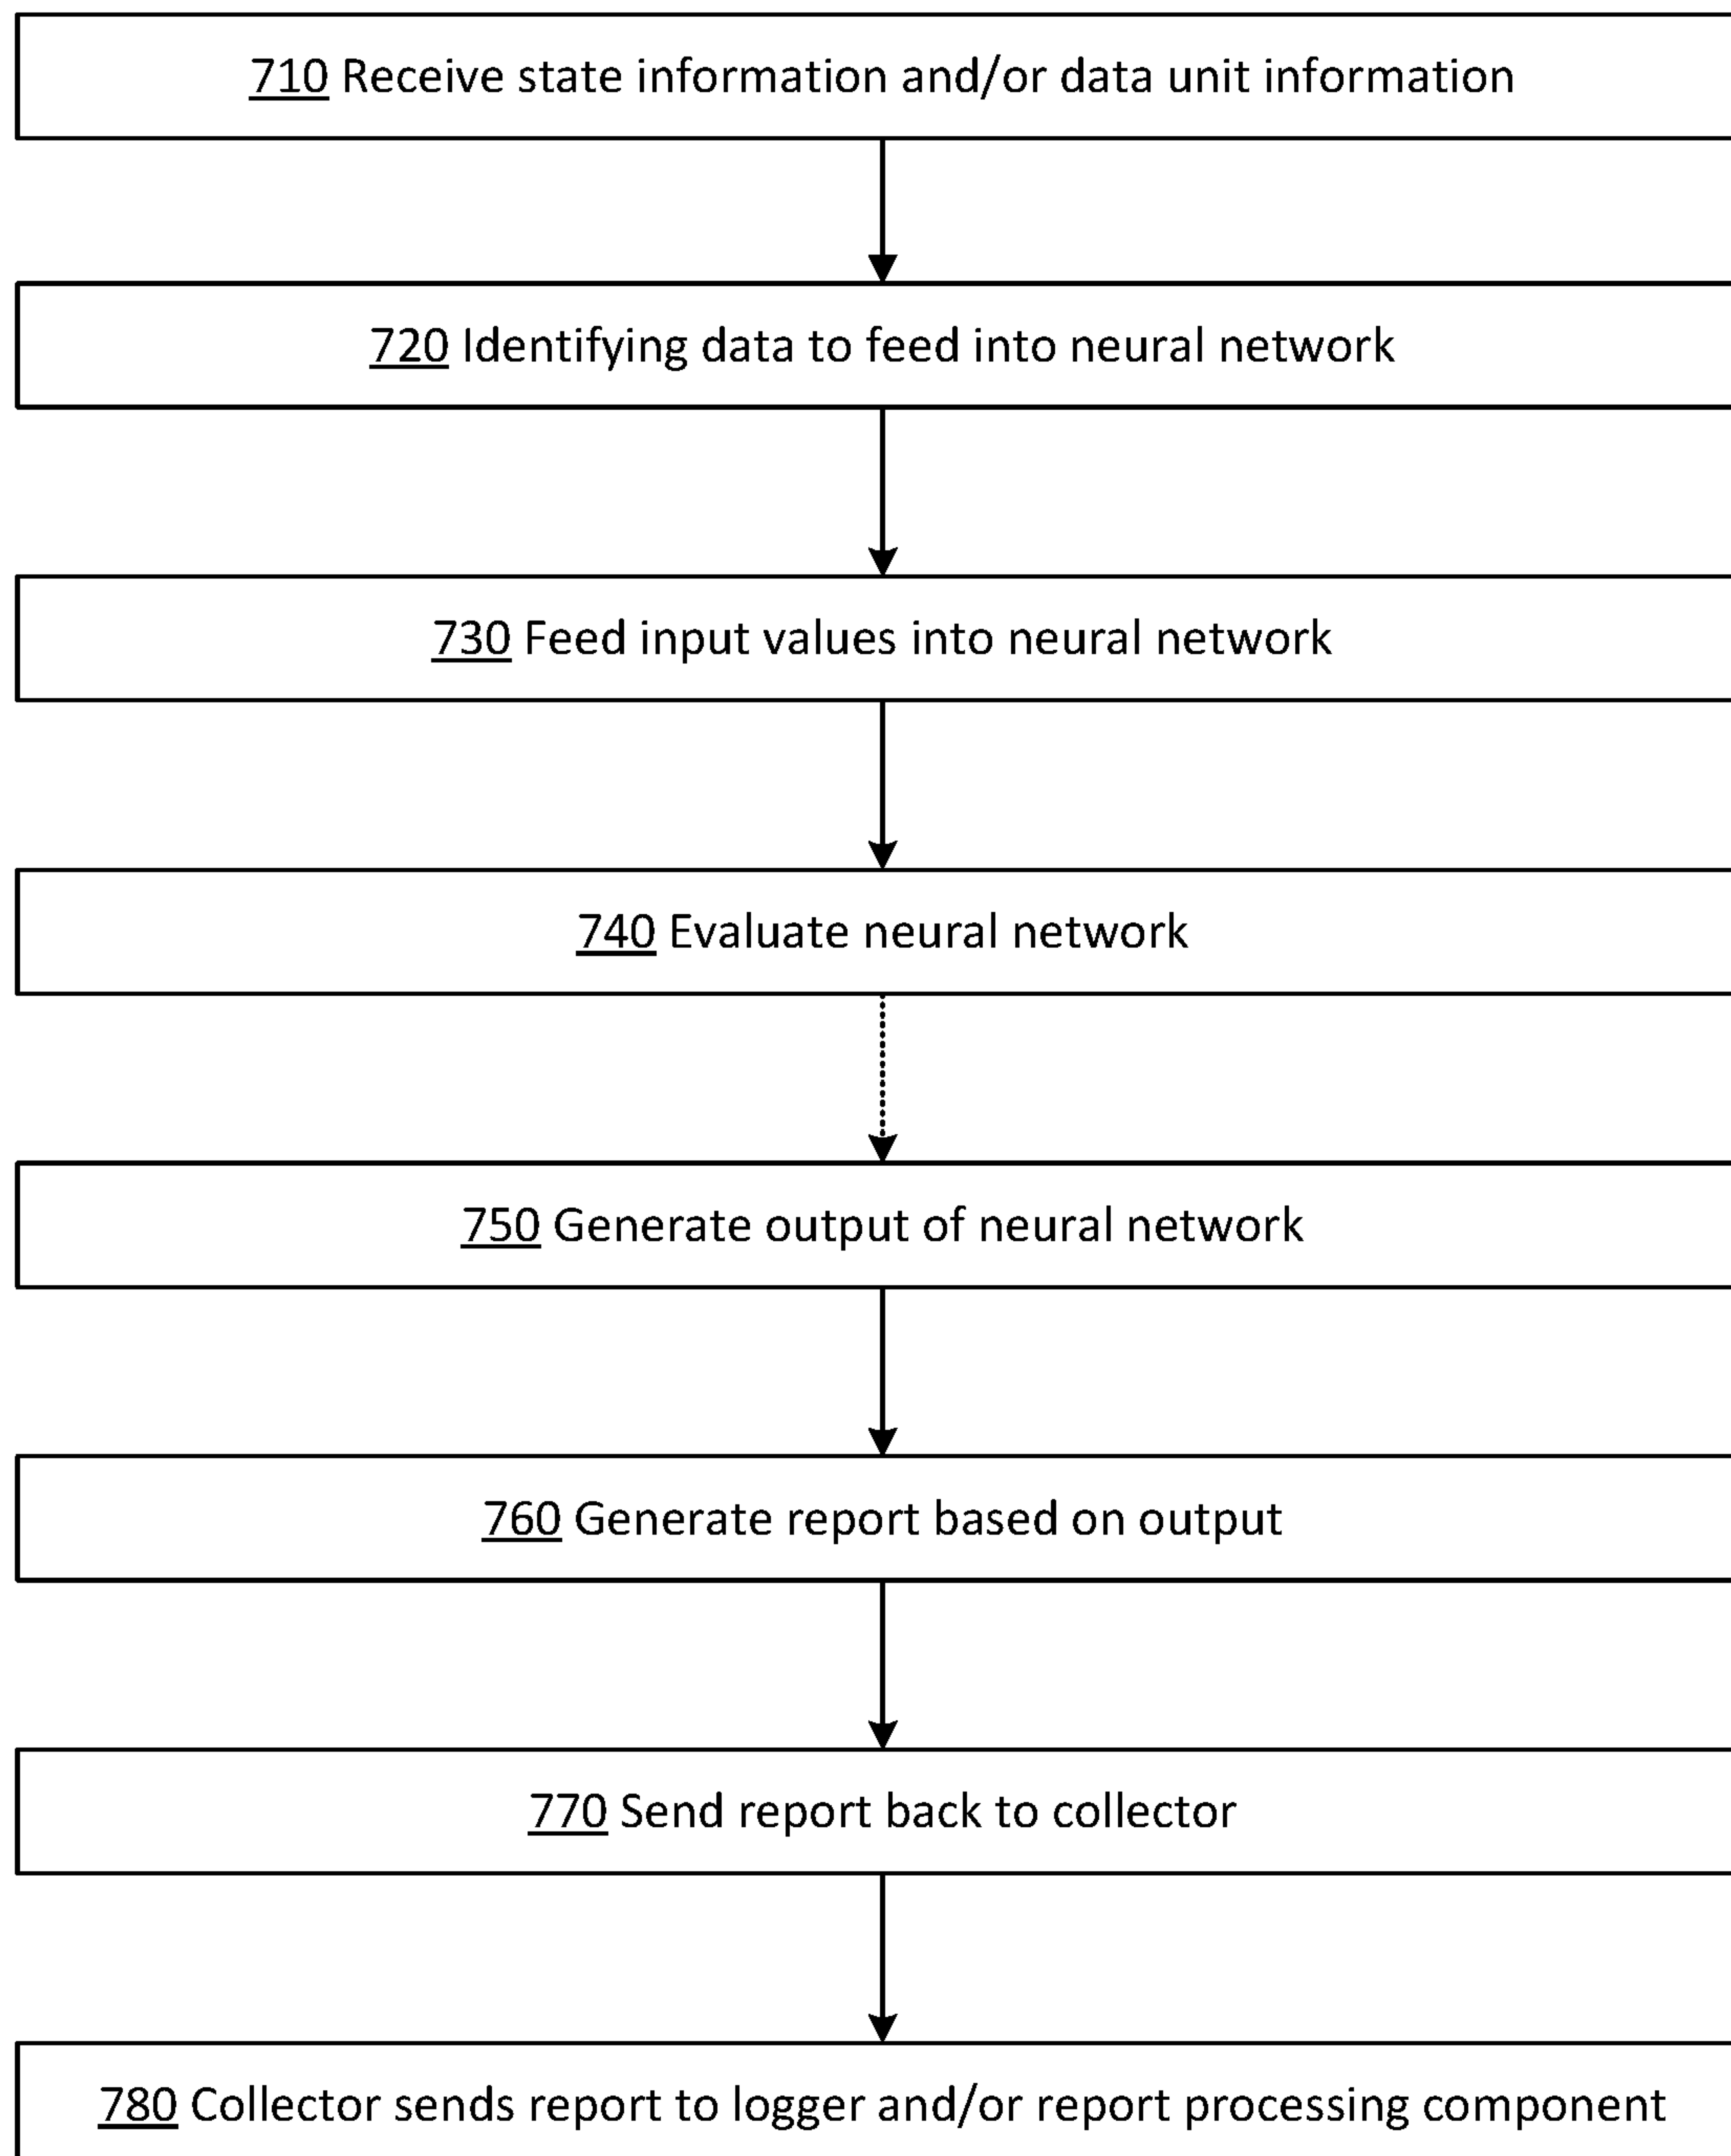 710 Receive state information and/or data unit information
720 Identifying data to feed into neural network
730 Feed input values into neural network
740 Evaluate neural network
750 Generate output of neural network
760 Generate report based on output
770 Send report back to collector
780 Collector sends report to logger and/or report processing component